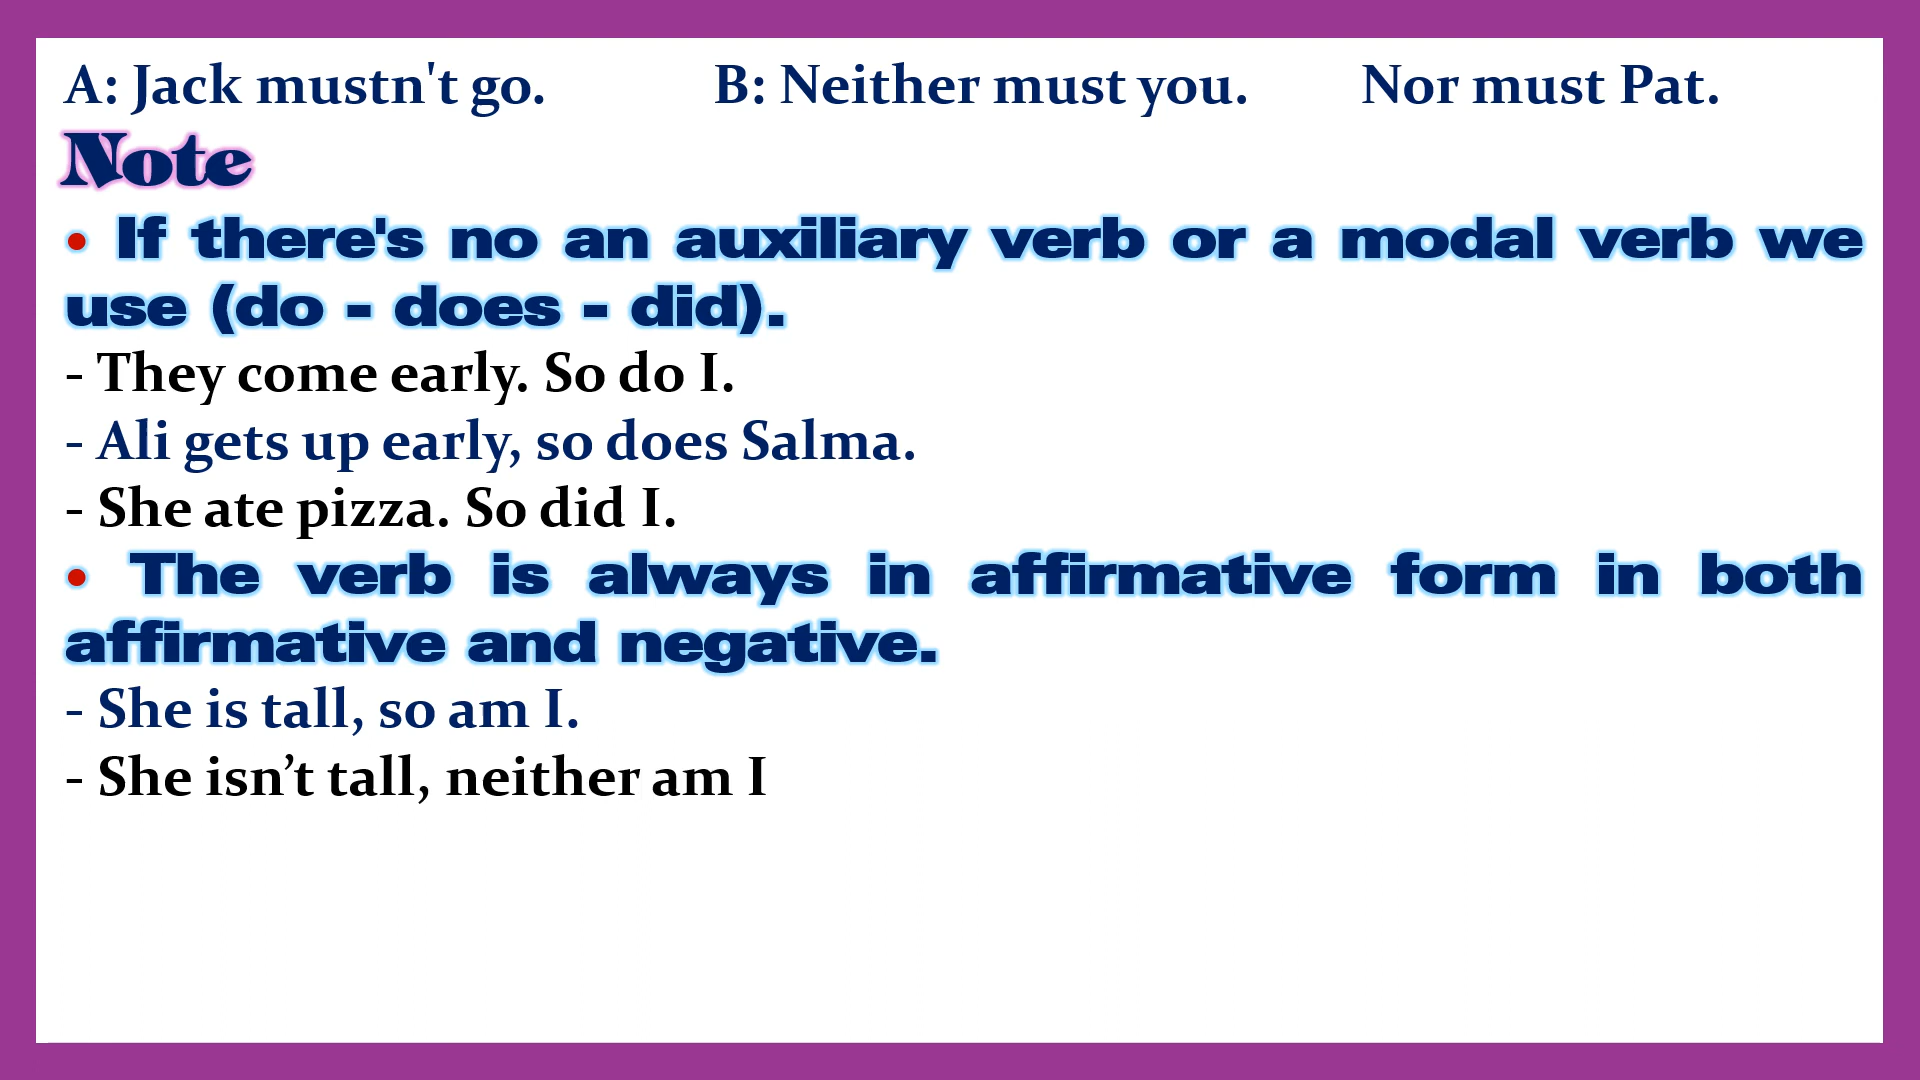 A: Jack mustn't go. B: Neither must you. Nor must Pat.
Note
• If there's no an auxiliary verb or a modal verb we
use (do - does - did).
- They come early. So do I.
- Ali gets up early, so does Salma.
- She ate pizza. So did I.
• The verb is always in affirmative form in both
affirmative and negative.
- She is tall, so am I.
- She isn’t tall, neither am I